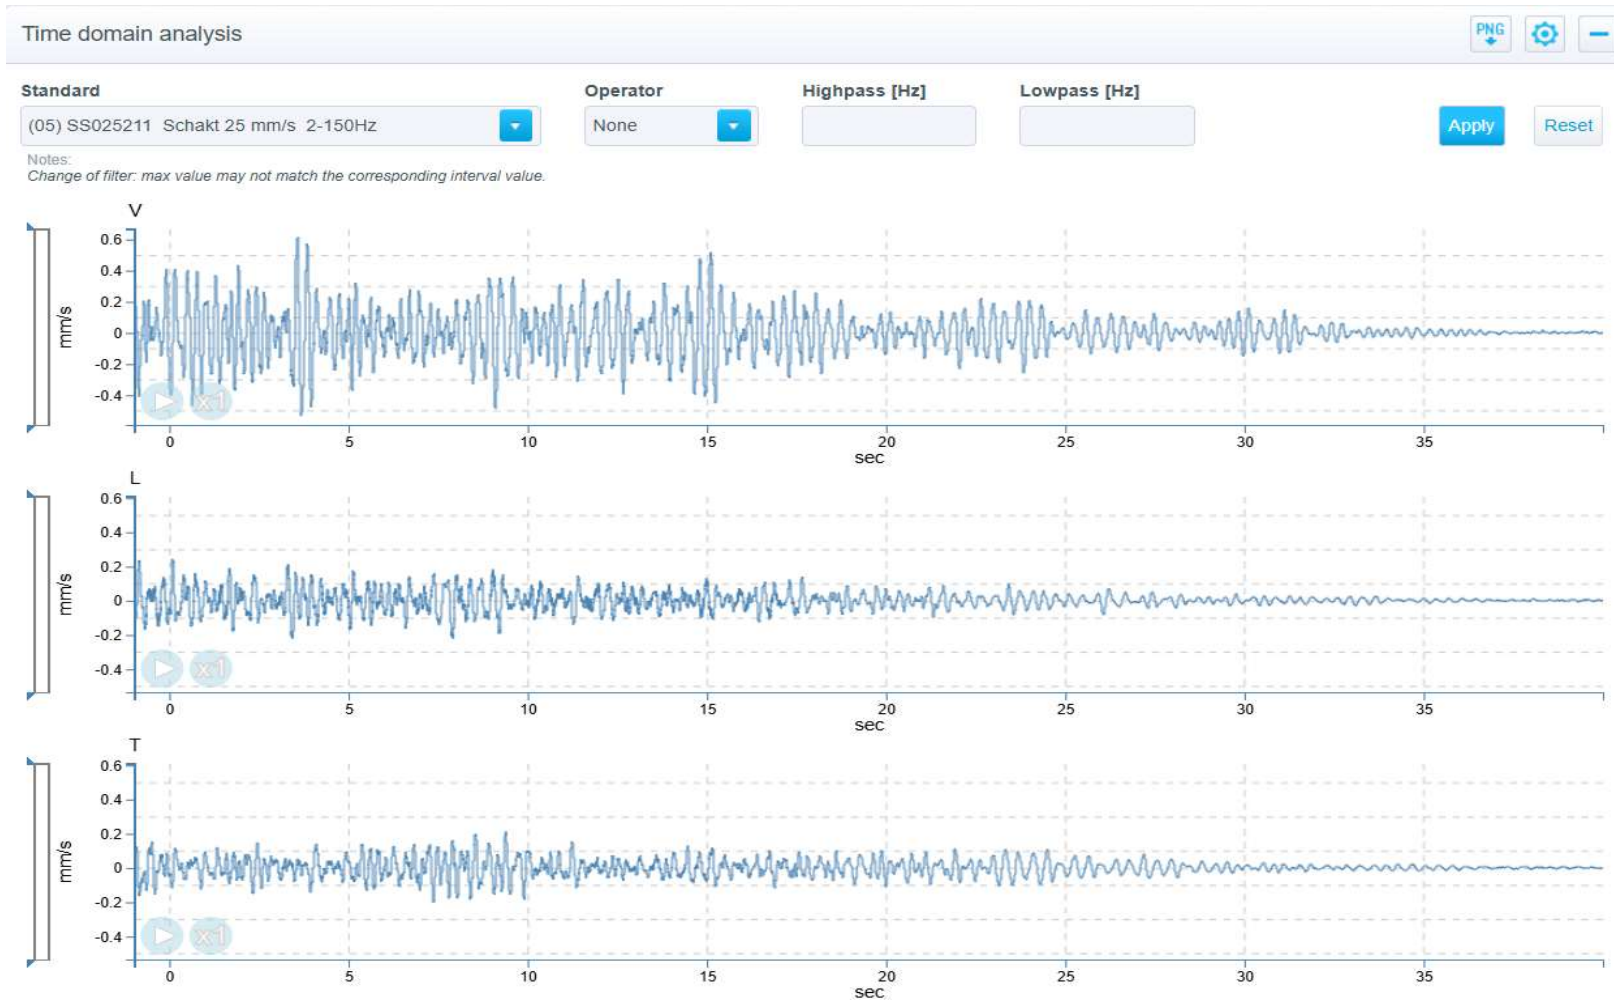 Time domain analysis
PNG
Standard Operator Highpass [Hz] Lowpass [Hz]
(05) SS025211 Schakt 25 mm/s 2-150Hz None Apply Reset
Notes:
Change of filter: max value may not match the corresponding interval value.
V
0.6
0.4
0.2
0
-0.2
-0.4
mm/s
x1
0 5 10 15 20 25 30 35
sec
L
0.6
0.4
0.2
0
-0.2
-0.4
mm/s
x1
0 5 10 15 20 25 30 35
sec
T
0.6
0.4
0.2
0
-0.2
-0.4
mm/s
x1
0 5 10 15 20 25 30 35
sec